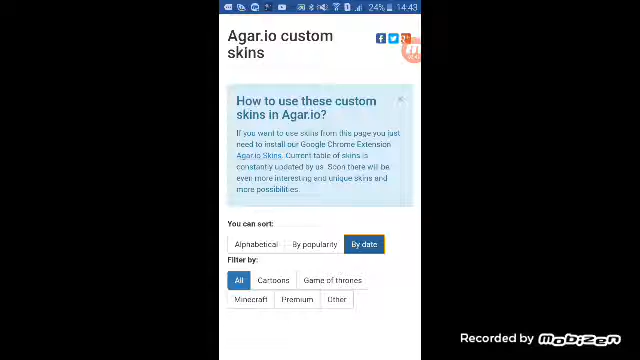 24% 14:43
Agar.io custom
skins
How to use these custom
skins in Agar.io?
If you want to use skins from this page you just
need to install our Google Chrome Extension
Agar.io Skins. Current table of skins is
constantly updated by us. Soon there will be
even more interesting and unique skins and
more possibilities.
You can sort:
Alphabetical By popularity By date
Filter by:
All Cartoons Game of thrones
Minecraft Premium Other
Recorded by MOBIZEN